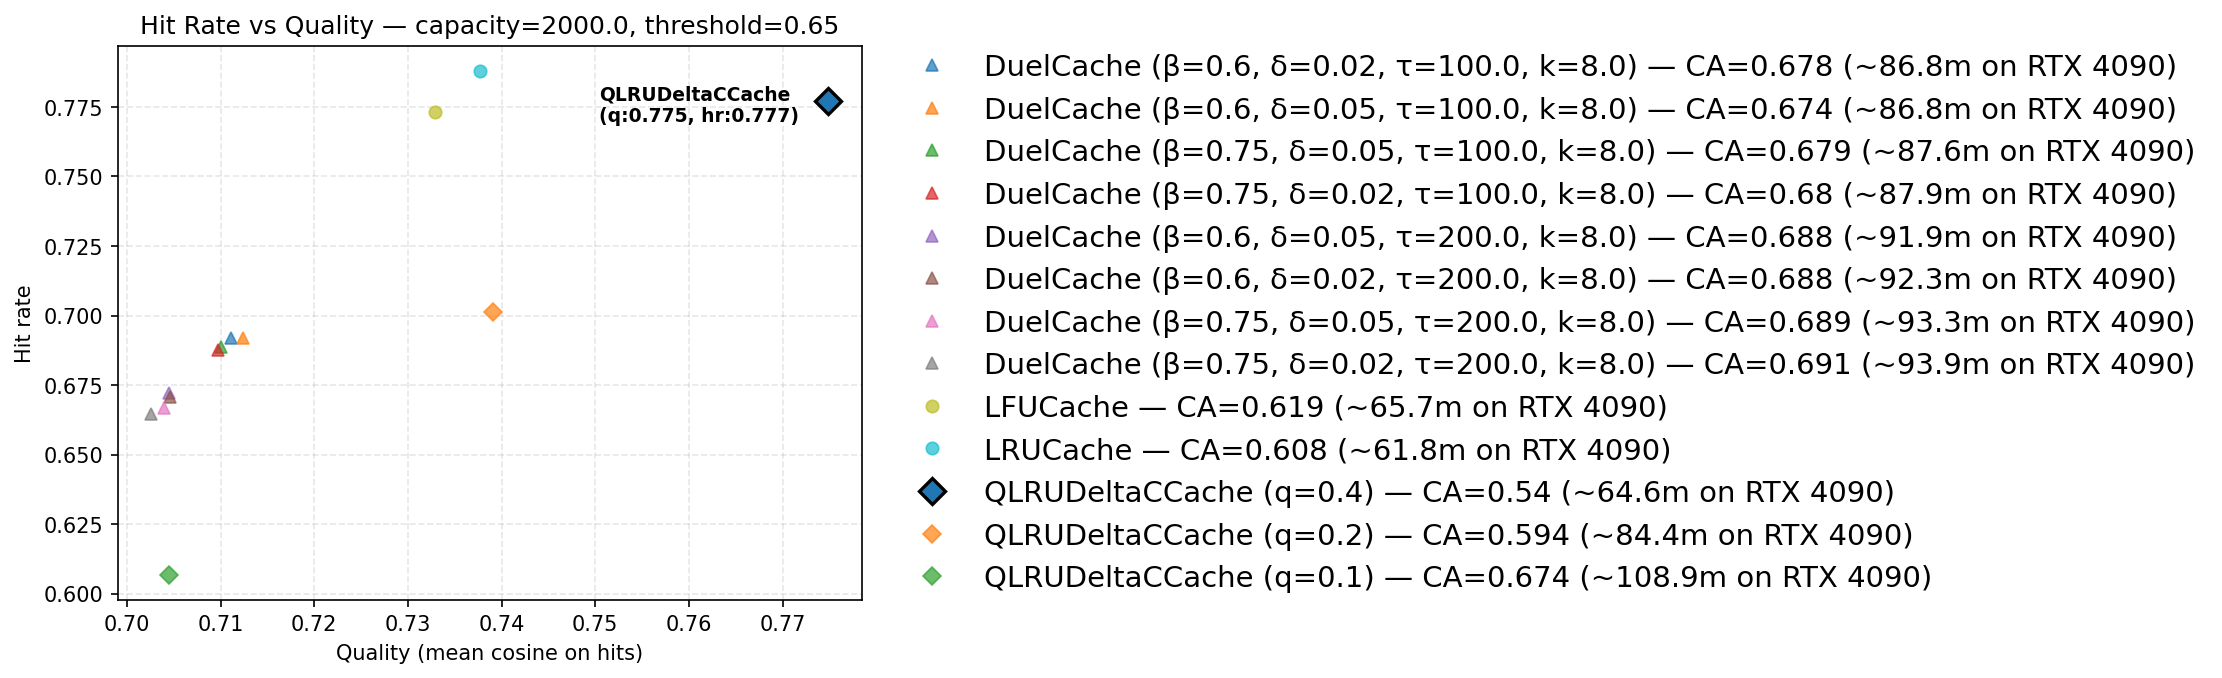 Hit Rate vs Quality — capacity=2000.0, threshold=0.65
Hit rate
0.775
0.750
0.725
0.700
0.675
0.650
0.625
0.600
QLRUDeltaCCache
(q:0.775, hr:0.777)
0.70 0.71 0.72 0.73 0.74 0.75 0.76 0.77
Quality (mean cosine on hits)
DuelCache (β=0.6, δ=0.02, τ=100.0, k=8.0) — CA=0.678 (~86.8m on RTX 4090)
DuelCache (β=0.6, δ=0.05, τ=100.0, k=8.0) — CA=0.674 (~86.8m on RTX 4090)
DuelCache (β=0.75, δ=0.05, τ=100.0, k=8.0) — CA=0.679 (~87.6m on RTX 4090)
DuelCache (β=0.75, δ=0.02, τ=100.0, k=8.0) — CA=0.68 (~87.9m on RTX 4090)
DuelCache (β=0.6, δ=0.05, τ=200.0, k=8.0) — CA=0.688 (~91.9m on RTX 4090)
DuelCache (β=0.6, δ=0.02, τ=200.0, k=8.0) — CA=0.688 (~92.3m on RTX 4090)
DuelCache (β=0.75, δ=0.05, τ=200.0, k=8.0) — CA=0.689 (~93.3m on RTX 4090)
DuelCache (β=0.75, δ=0.02, τ=200.0, k=8.0) — CA=0.691 (~93.9m on RTX 4090)
LFUCache — CA=0.619 (~65.7m on RTX 4090)
LRUCache — CA=0.608 (~61.8m on RTX 4090)
QLRUDeltaCCache (q=0.4) — CA=0.54 (~64.6m on RTX 4090)
QLRUDeltaCCache (q=0.2) — CA=0.594 (~84.4m on RTX 4090)
QLRUDeltaCCache (q=0.1) — CA=0.674 (~108.9m on RTX 4090)